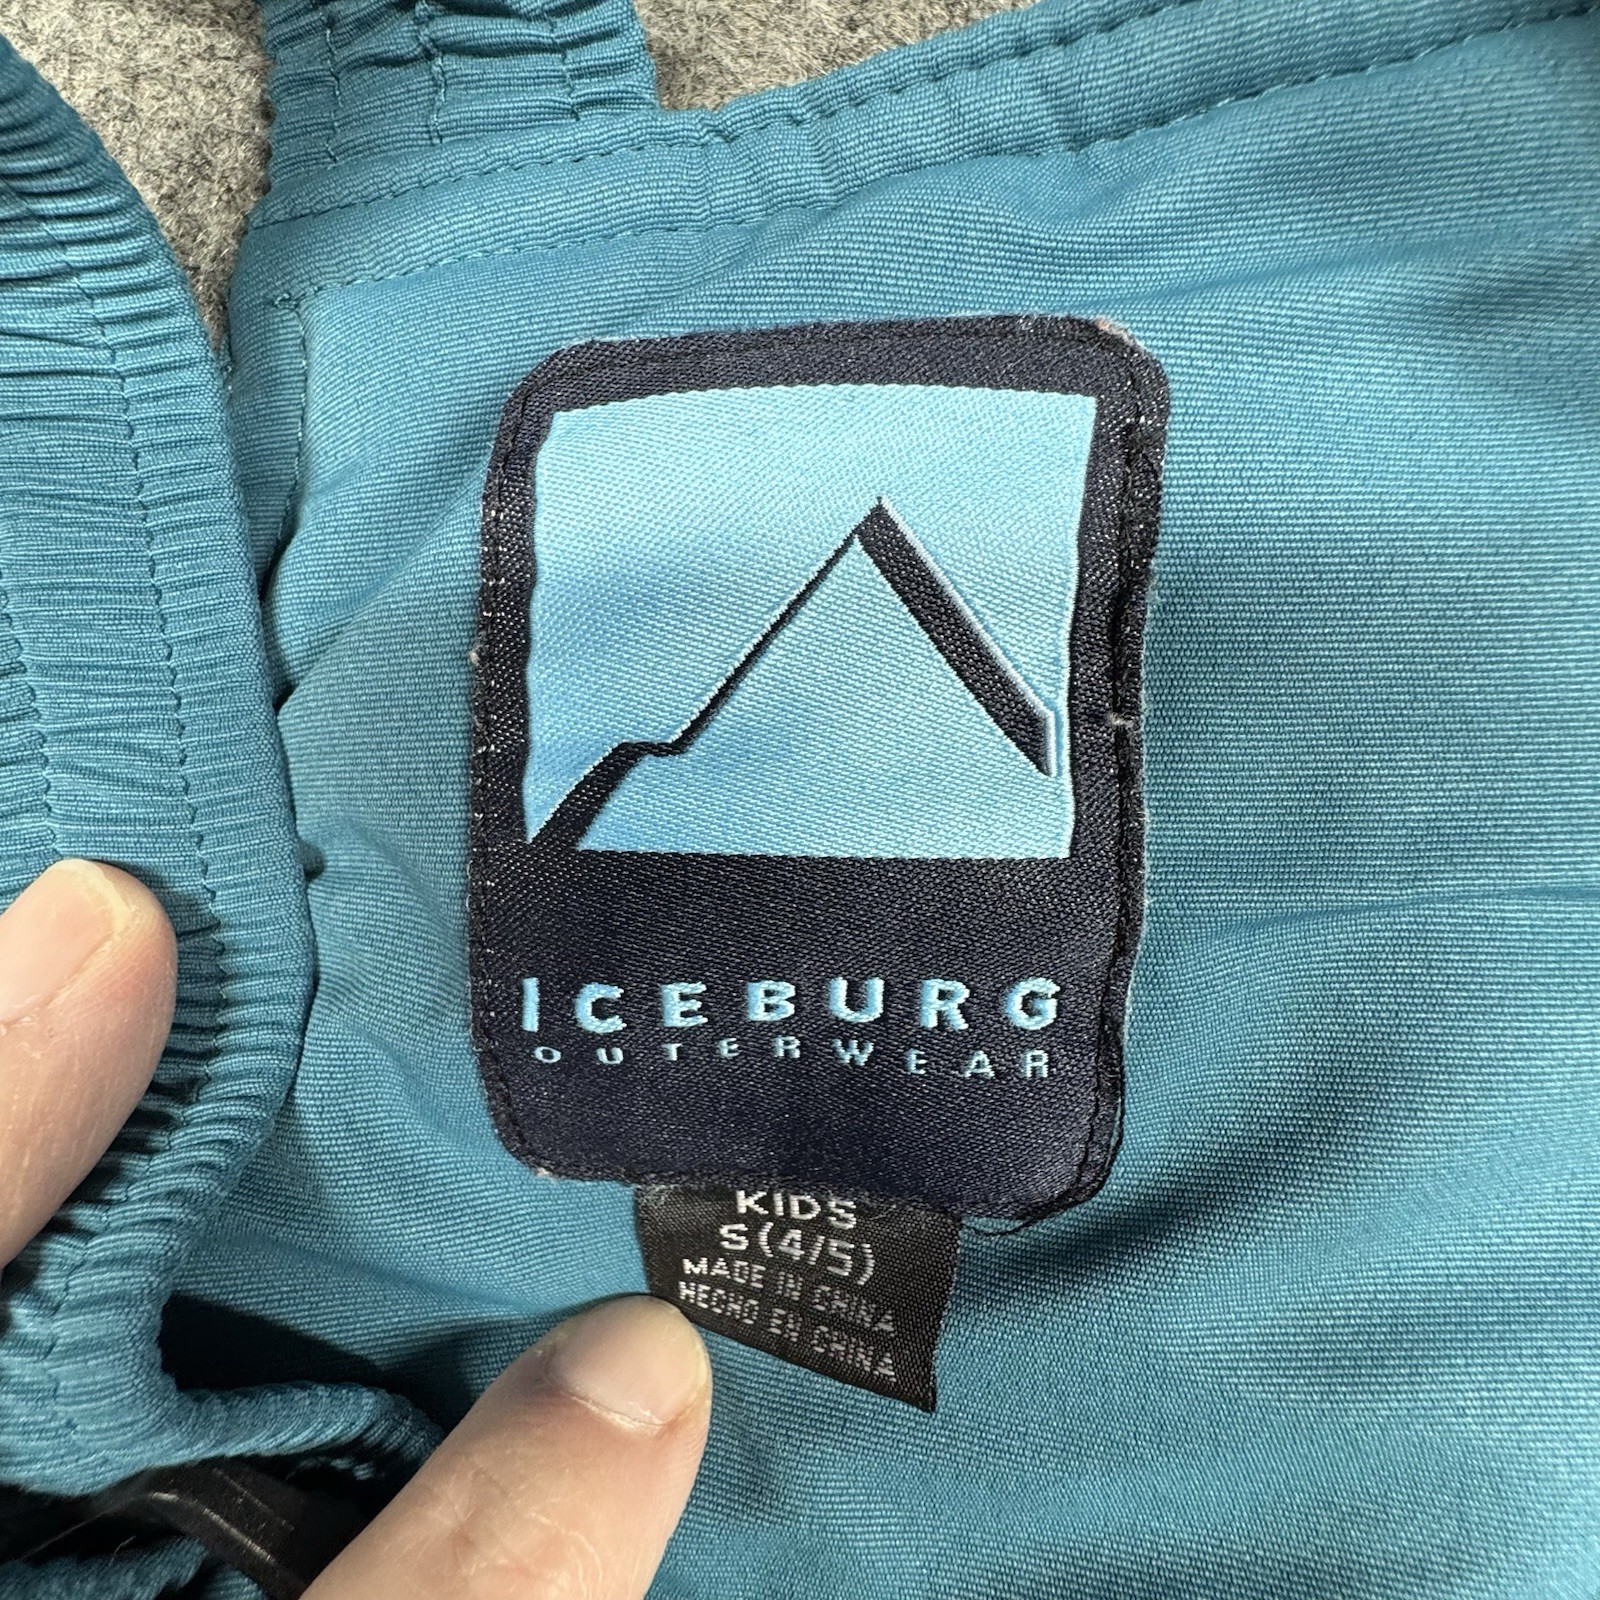 ICEBURG
OUTERWEAR
KIDS
S(4/5)
MADE IN CHINA
HECHO EN CHINA